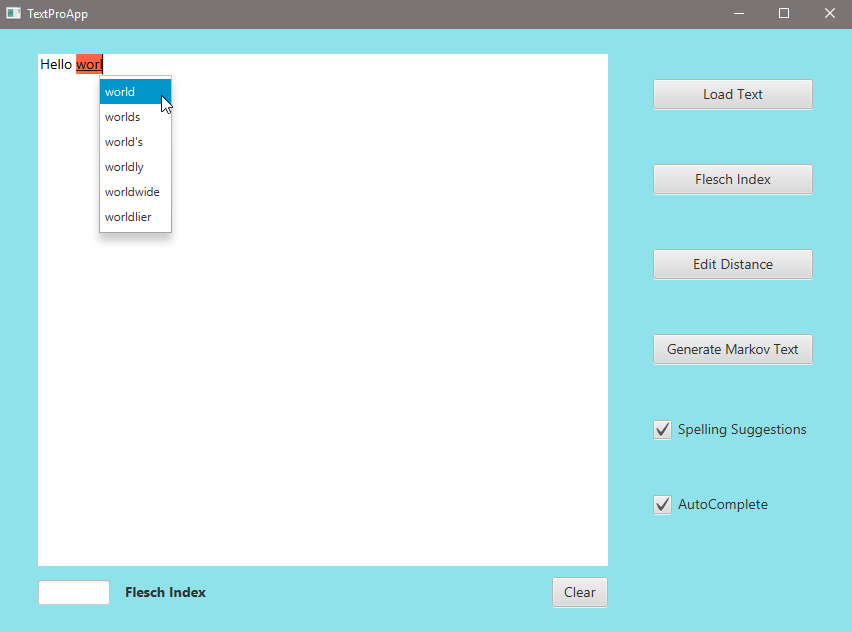 TextProApp
Hello worl
world
worlds
world's
worldly
worldwide
worldlier
Load Text
Flesch Index
Edit Distance
Generate Markov Text
Spelling Suggestions
AutoComplete
Flesch Index
Clear